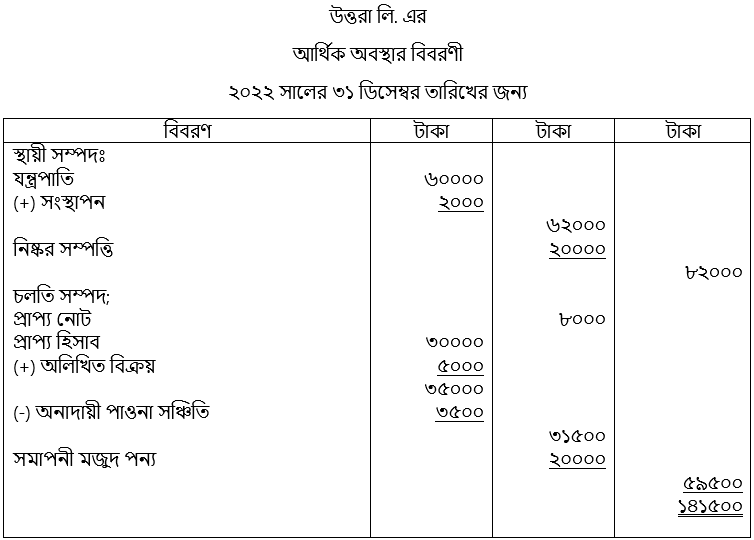 উত্তরা লি. এর
আর্থিক অবস্থার বিবরণী
২০২২ সালের ৩১ ডিসেম্বর তারিখের জন্য
বিবরণ টাকা টাকা টাকা
স্থায়ী সম্পদঃ
যন্ত্রপাতি ৬০০০০
(+) সংস্থাপন ২০০০
৬২০০০
নিষ্কর সম্পত্তি ২০০০০
৮২০০০
চলতি সম্পদ;
প্রাপ্য নোট ৮০০০
প্রাপ্য হিসাব ৩০০০০
(+) অলিখিত বিক্রয় ৫০০০
৩৫০০০
(-) অনাদায়ী পাওনা সঞ্চিতি ৩৫০০
৩১৫০০
সমাপনী মজুদ পন্য ২০০০০
৫৯৫০০
১৪১৫০০